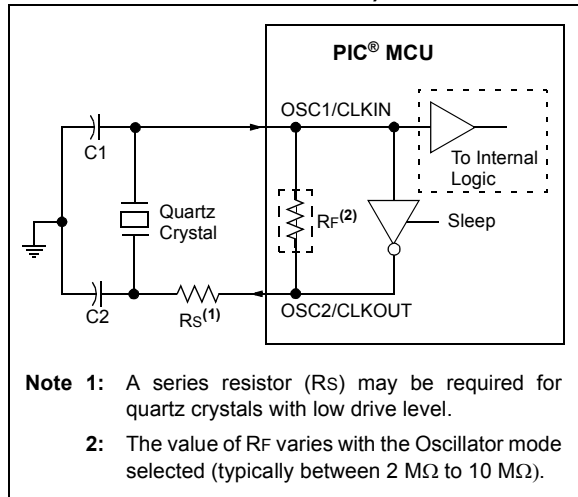 PIC® MCU
OSC1/CLKIN
C1
To Internal
Logic
Quartz
Crystal
RF(2)
Sleep
C2
RS(1)
OSC2/CLKOUT
Note 1: A series resistor (RS) may be required for
quartz crystals with low drive level.
2: The value of RF varies with the Oscillator mode
selected (typically between 2 MΩ to 10 MΩ).